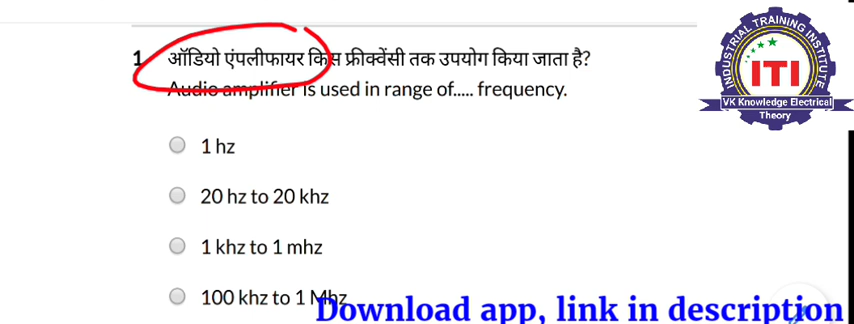 1 ऑडियो एंपलीफायर किस फ्रीक्वेंसी तक उपयोग किया जाता है?
Audio amplifier is used in range of..... frequency.
1 hz
20 hz to 20 khz
1 khz to 1 mhz
100 khz to 1 Mhz
Download app, link in description
INDUSTRIAL TRAINING INSTITUTE
ITI
VK Knowledge Electrical
Theory